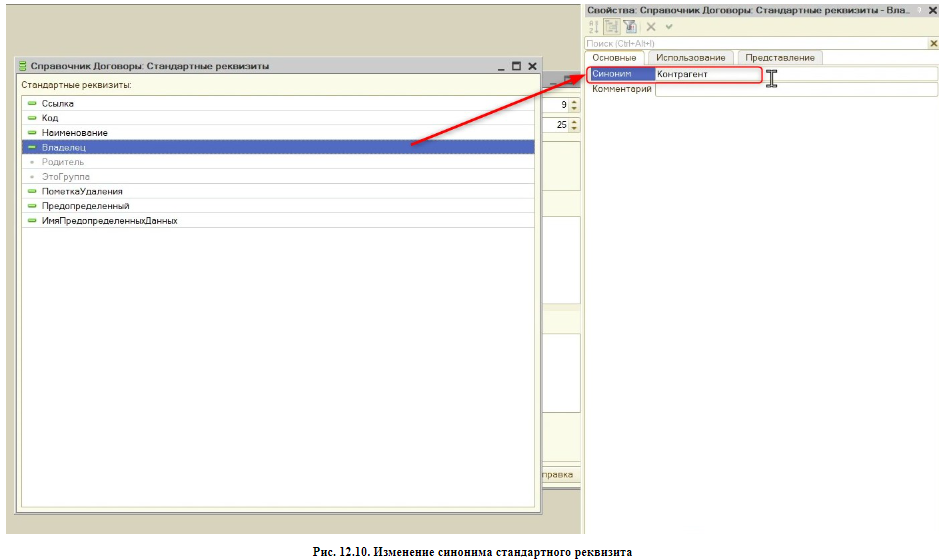 Свойства: Справочник Договоры: Стандартные реквизиты - Вла...
Поиск (Ctrl+Alt+I)
Основные Использование Представление
Синоним Контрагент
Комментарий
Справочник Договоры: Стандартные реквизиты
Стандартные реквизиты:
Ссылка
Код
Наименование
Владелец
Родитель
ЭтоГруппа
ПометкаУдаления
Предопределенный
ИмяПредопределенныхДанных
9
25
правка
Рис. 12.10. Изменение синонима стандартного реквизита